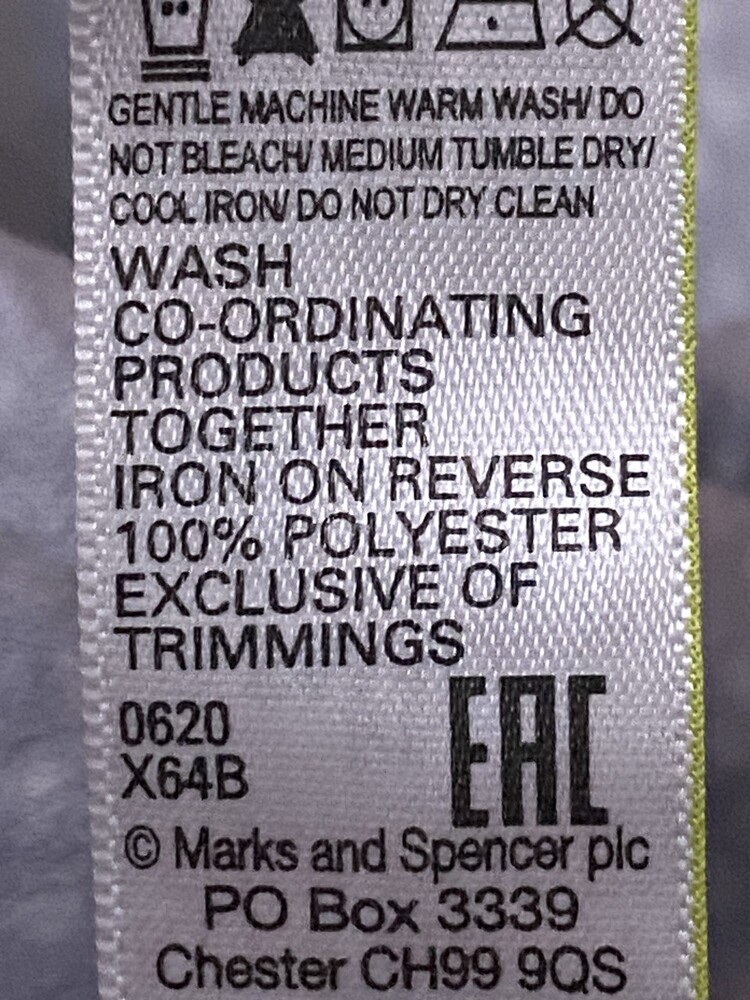 GENTLE MACHINE WARM WASH/ DO
NOT BLEACH/ MEDIUM TUMBLE DRY/
COOL IRON/ DO NOT DRY CLEAN
WASH
CO-ORDINATING
PRODUCTS
TOGETHER
IRON ON REVERSE
100% POLYESTER
EXCLUSIVE OF
TRIMMINGS
0620
X64B
EAC
© Marks and Spencer plc
PO Box 3339
Chester CH99 9QS